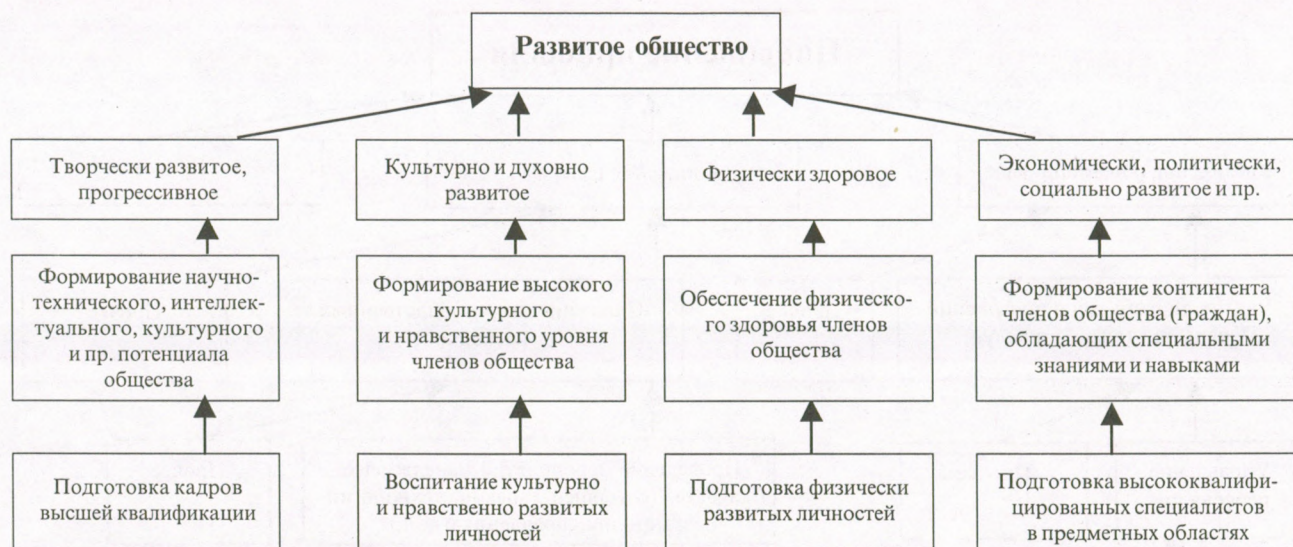 Развитое общество
Творчески развитое,
прогрессивное
Культурно и духовно
развитое
Физически здоровое
Экономически, политически,
социально развитое и пр.
Формирование научно-
технического, интеллек-
туального, культурного
и пр. потенциала
общества
Формирование высокого
культурного
и нравственного уровня
членов общества
Обеспечение физическо-
го здоровья членов
общества
Формирование контингента
членов общества (граждан),
обладающих специальными
знаниями и навыками
Подготовка кадров
высшей квалификации
Воспитание культурно
и нравственно развитых
личностей
Подготовка физически
развитых личностей
Подготовка высококвалифи-
цированных специалистов
в предметных областях